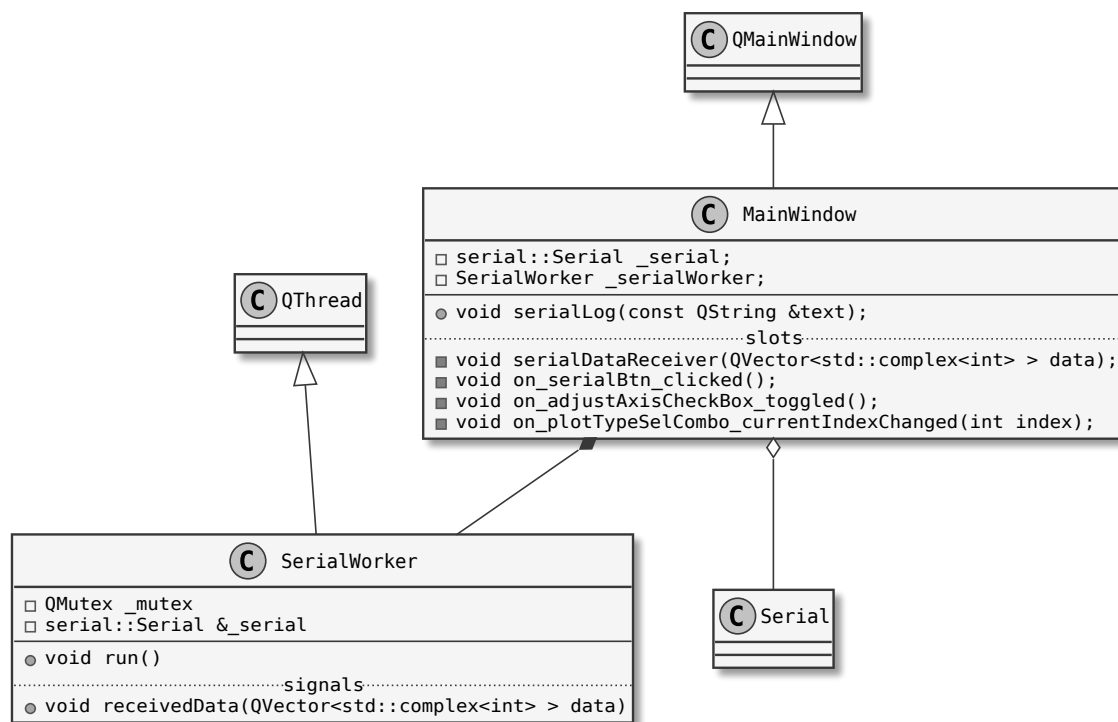 C QMainWindow
C MainWindow
serial::Serial _serial;
SerialWorker _serialWorker;
void serialLog(const QString &text);
slots
void serialDataReceiver(QVector<std::complex<int> > data);
void on_serialBtn_clicked();
void on_adjustAxisCheckBox_toggled();
void on_plotTypeSelCombo_currentIndexChanged(int index);
C QThread
C SerialWorker
QMutex _mutex
serial::Serial &_serial
void run()
signals
void receivedData(QVector<std::complex<int> > data)
C Serial